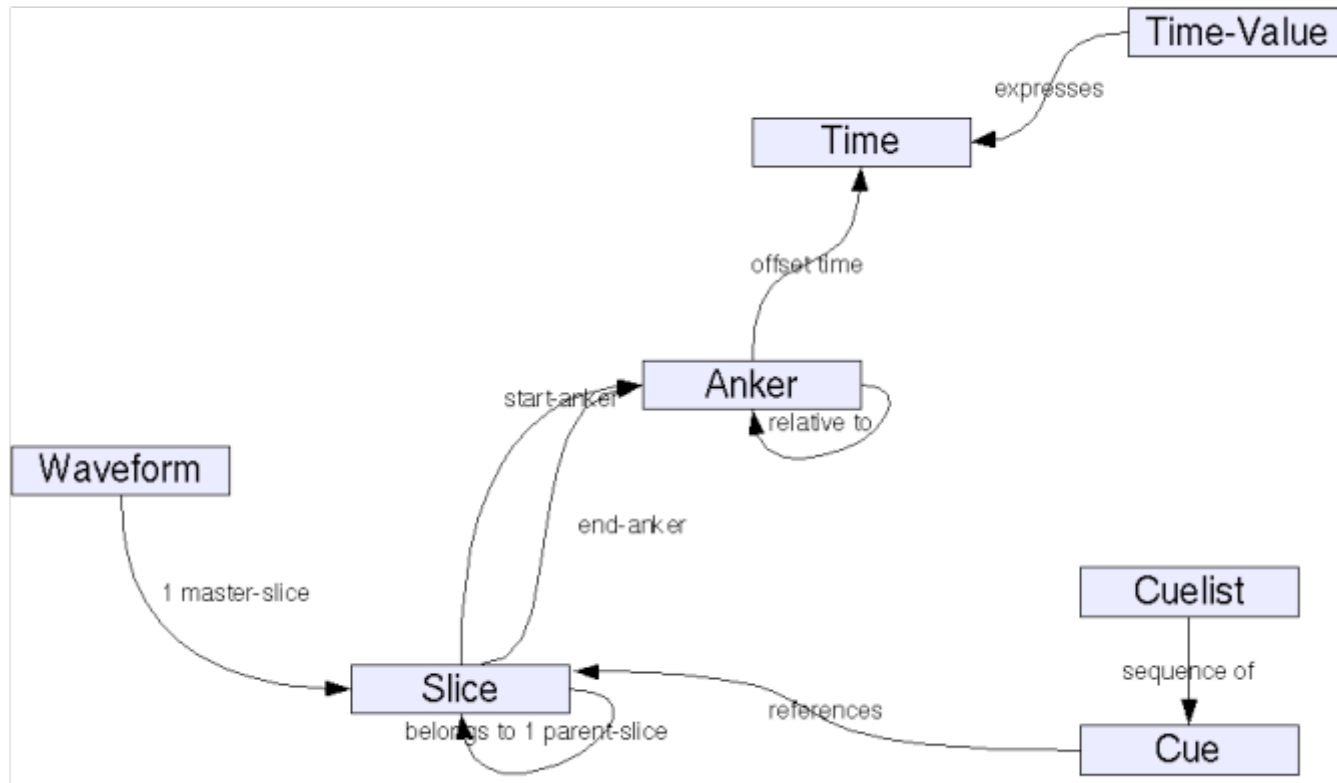 Time-Value
expresses
Time
offset time
Anker
start-anker
relative to
Waveform
end-anker
1 master-slice
Cuelist
sequence of
Slice
references
belongs to 1 parent-slice
Cue